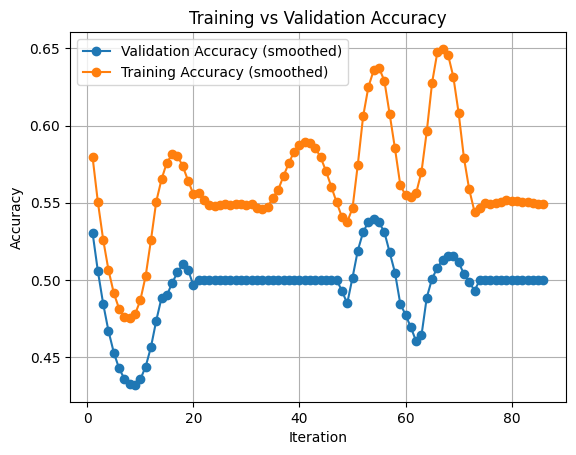 Training vs Validation Accuracy
Validation Accuracy (smoothed)
Training Accuracy (smoothed)
Accuracy
0.65
0.60
0.55
0.50
0.45
0
20
40
60
80
Iteration